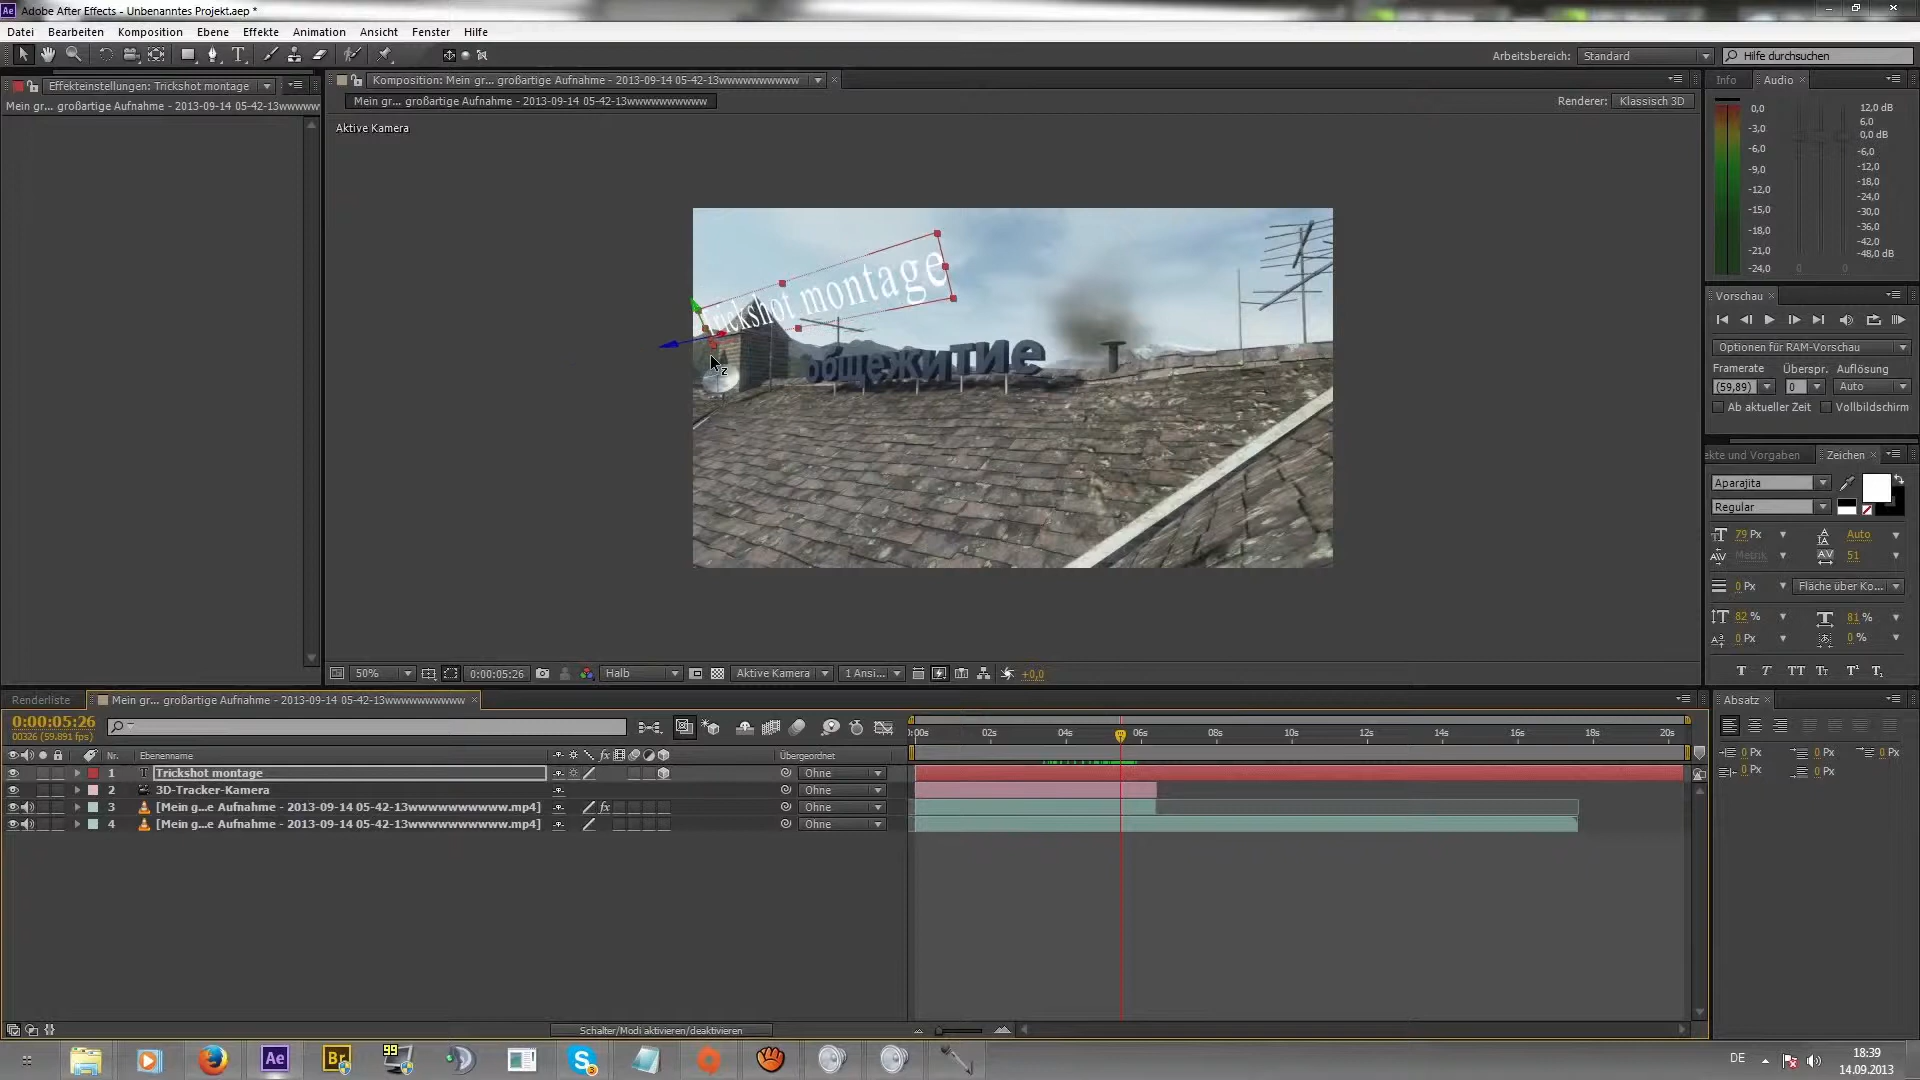 Adobe After Effects - Unbenanntes Projekt.aep *
Datei Bearbeiten Komposition Ebene Effekte Animation Ansicht Fenster Hilfe
Arbeitsbereich: Standard Hilfe durchsuchen
Effekteinstellungen: Trickshot montage
Mein gr... großartige Aufnahme - 2013-09-14 05-42-13wwwwww
Komposition: Mein gr... großartige Aufnahme - 2013-09-14 05-42-13wwwwwwwwwww
Mein gr... großartige Aufnahme - 2013-09-14 05-42-13wwwwwwwwwww
Renderer: Klassisch 3D
Aktive Kamera
Trickshot montage
общежитие
50% 0:00:05:26 Halb Aktive Kamera 1 Ansi... +0,0
Info Audio
0,0 12,0 dB
-3,0 6,0
-6,0 0,0 dB
-9,0 -6,0
-12,0 -12,0
-15,0 -18,0
-18,0 -24,0
-21,0 -30,0
-24,0 -36,0
-42,0
-48,0 dB
0 0
Vorschau
Optionen für RAM-Vorschau
Framerate Überspr. Auflösung
(59,89) 0 Auto
Ab aktueller Zeit Vollbildschirm
ekte und Vorgaben Zeichen
Aparajita
Regular
79 Px Auto
Metrik 51
0 Px Fläche über Ko...
82 % 81 %
0 Px 0 %
T T TT Tт T¹ T,
Absatz
0 Px 0 Px 0 Px
0 Px 0 Px
Renderliste Mein gr... großartige Aufnahme - 2013-09-14 05-42-13wwwwwwwwwww
0:00:05:26
00326 (59.891 fps)
:00s 02s 04s 06s 08s 10s 12s 14s 16s 18s 20s
Nr. Ebenenname fx Übergeordnet
1 T Trickshot montage Ohne
2 3D-Tracker-Kamera Ohne
3 [Mein g...e Aufnahme - 2013-09-14 05-42-13wwwwwwwwwww.mp4] fx Ohne
4 [Mein g...e Aufnahme - 2013-09-14 05-42-13wwwwwwwwwww.mp4] Ohne
Schalter/Modi aktivieren/deaktivieren
Ae Br 99 S 3
DE 18:39
14.09.2013